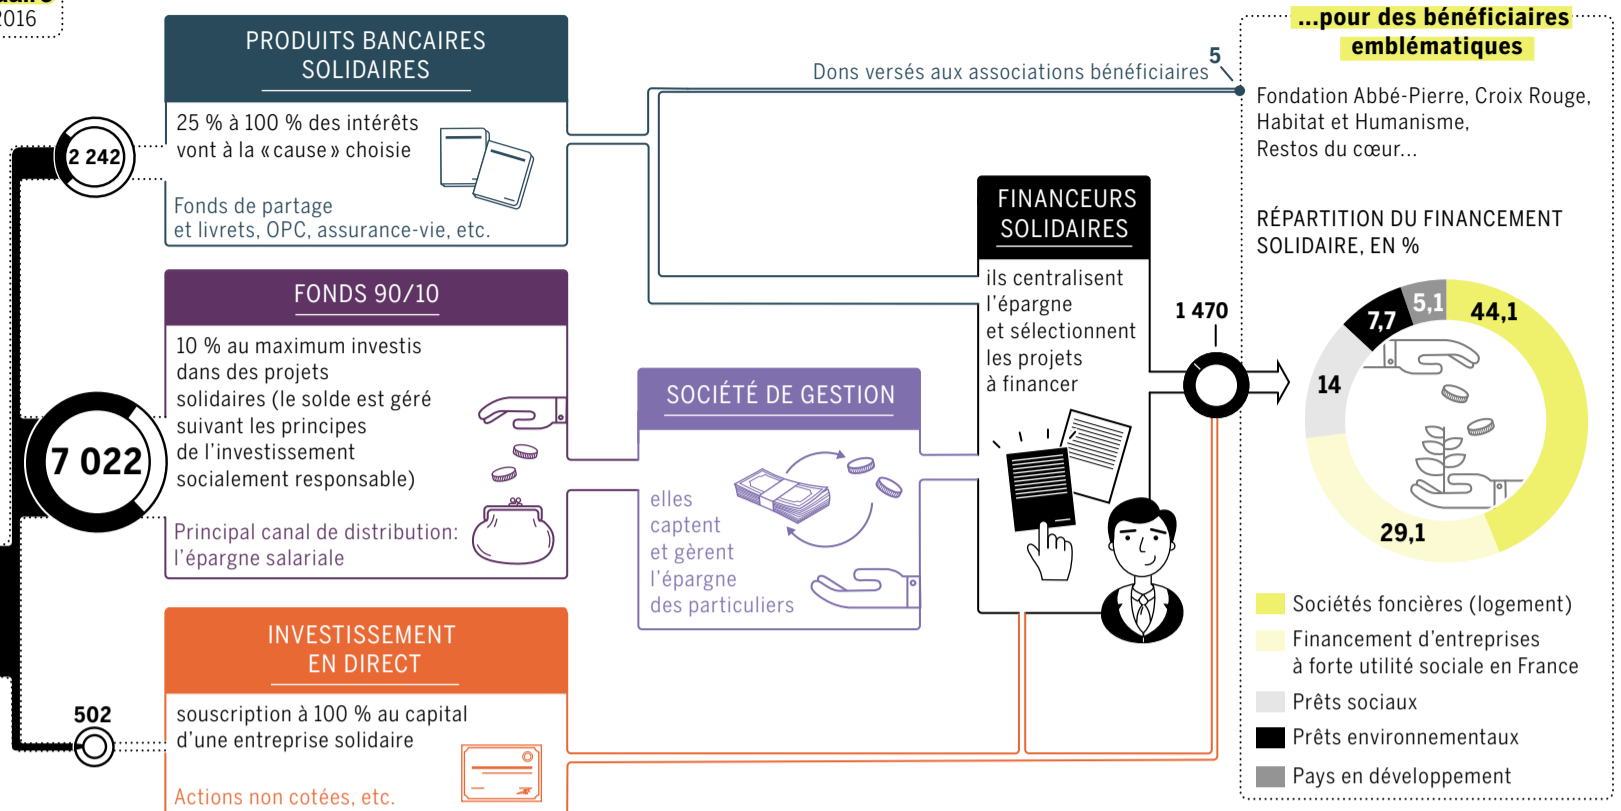 2016
2 242
PRODUITS BANCAIRES
SOLIDAIRES
25 % à 100 % des intérêts
vont à la « cause » choisie
Fonds de partage
et livrets, OPC, assurance-vie, etc.
Dons versés aux associations bénéficiaires
5
7 022
FONDS 90/10
10 % au maximum investis
dans des projets
solidaires (le solde est géré
suivant les principes
de l'investissement
socialement responsable)
Principal canal de distribution:
l'épargne salariale
SOCIÉTÉ DE GESTION
elles
captent
et gèrent
l'épargne
des particuliers
502
INVESTISSEMENT
EN DIRECT
souscription à 100 % au capital
d'une entreprise solidaire
Actions non cotées, etc.
FINANCEURS
SOLIDAIRES
ils centralisent
l'épargne
et sélectionnent
les projets
à financer
1 470
...pour des bénéficiaires
emblématiques
Fondation Abbé-Pierre, Croix Rouge,
Habitat et Humanisme,
Restos du cœur...
RÉPARTITION DU FINANCEMENT
SOLIDAIRE, EN %
44,1
5,1
7,7
14
29,1
Sociétés foncières (logement)
Financement d'entreprises
à forte utilité sociale en France
Prêts sociaux
Prêts environnementaux
Pays en développement